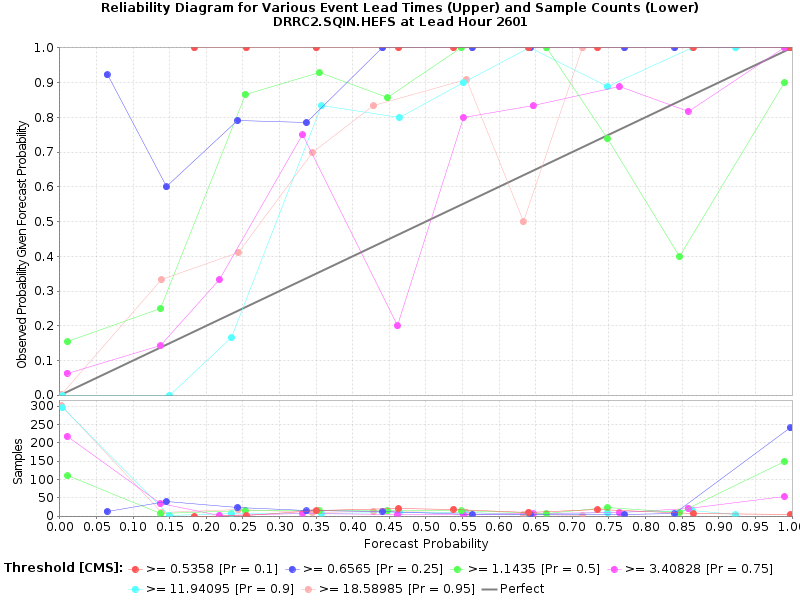 Reliability Diagram for Various Event Lead Times (Upper) and Sample Counts (Lower)
DRRC2.SQIN.HEFS at Lead Hour 2601
Observed Probability Given Forecast Probability
1.0
0.9
0.8
0.7
0.6
0.5
0.4
0.3
0.2
0.1
0.0
Samples
300
250
200
150
100
50
0
0.00 0.05 0.10 0.15 0.20 0.25 0.30 0.35 0.40 0.45 0.50 0.55 0.60 0.65 0.70 0.75 0.80 0.85 0.90 0.95 1.0
Forecast Probability
Threshold [CMS]: >= 0.5358 [Pr = 0.1] >= 0.6565 [Pr = 0.25] >= 1.1435 [Pr = 0.5] >= 3.40828 [Pr = 0.75]
>= 11.94095 [Pr = 0.9] >= 18.58985 [Pr = 0.95] Perfect